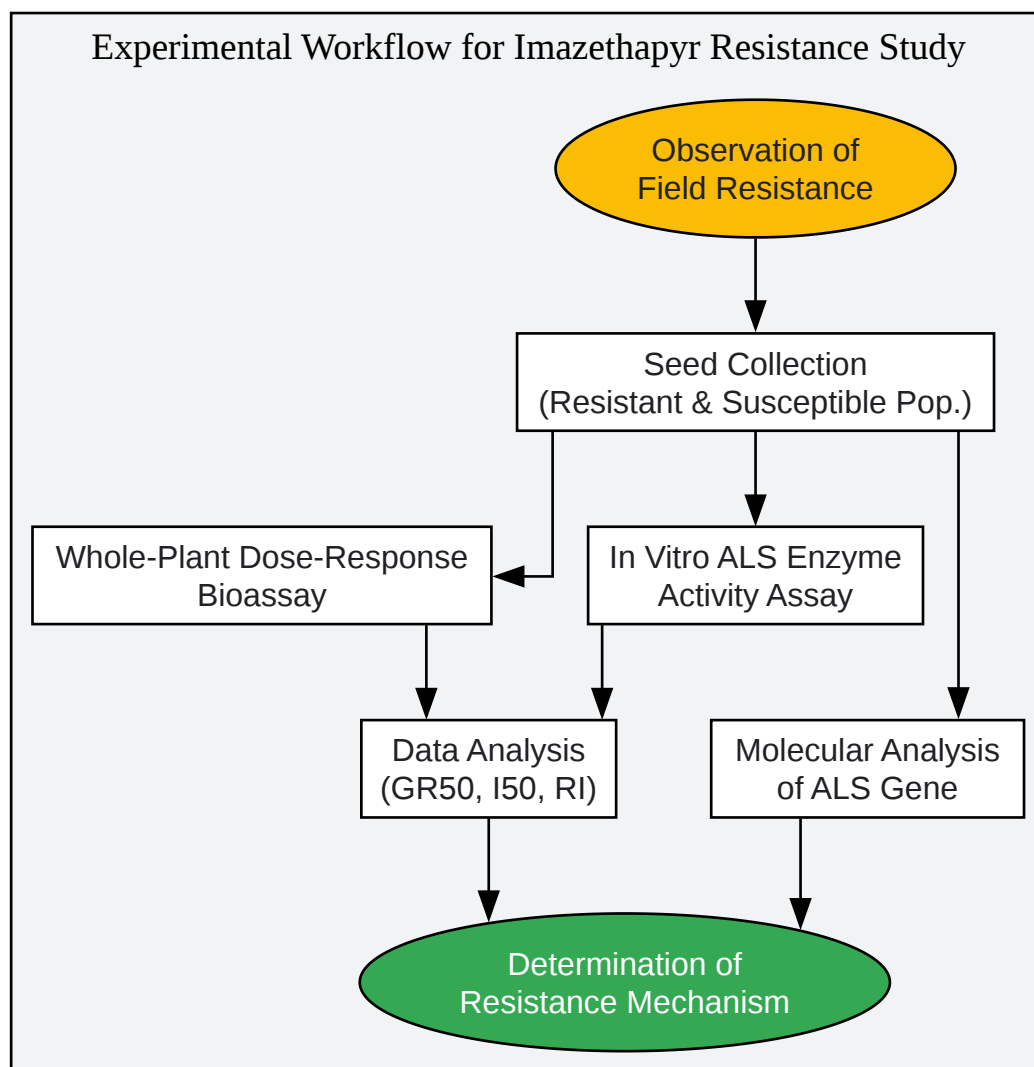 Experimental Workflow for Imazethapyr Resistance Study
Observation of
Field Resistance
Seed Collection
(Resistant & Susceptible Pop.)
Whole-Plant Dose-Response
Bioassay
In Vitro ALS Enzyme
Activity Assay
Data Analysis
(GR50, I50, RI)
Molecular Analysis
of ALS Gene
Determination of
Resistance Mechanism